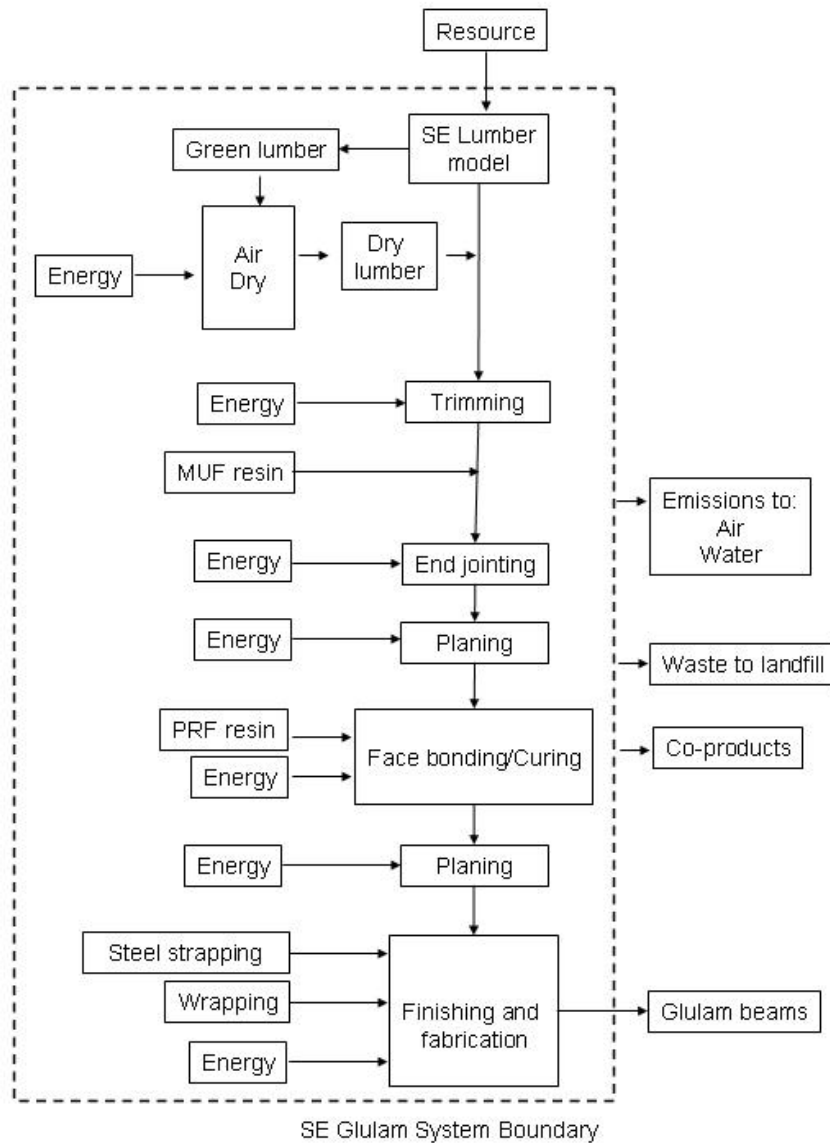 Resource
SE Lumber
model
Green lumber
Air
Dry
Dry
lumber
Energy
Energy
Trimming
MUF resin
Emissions to:
Air
Water
Energy
End jointing
Energy
Planing
Waste to landfill
PRF resin
Face bonding/Curing
Energy
Co-products
Energy
Planing
Steel strapping
Wrapping
Finishing and
fabrication
Energy
Glulam beams
SE Glulam System Boundary